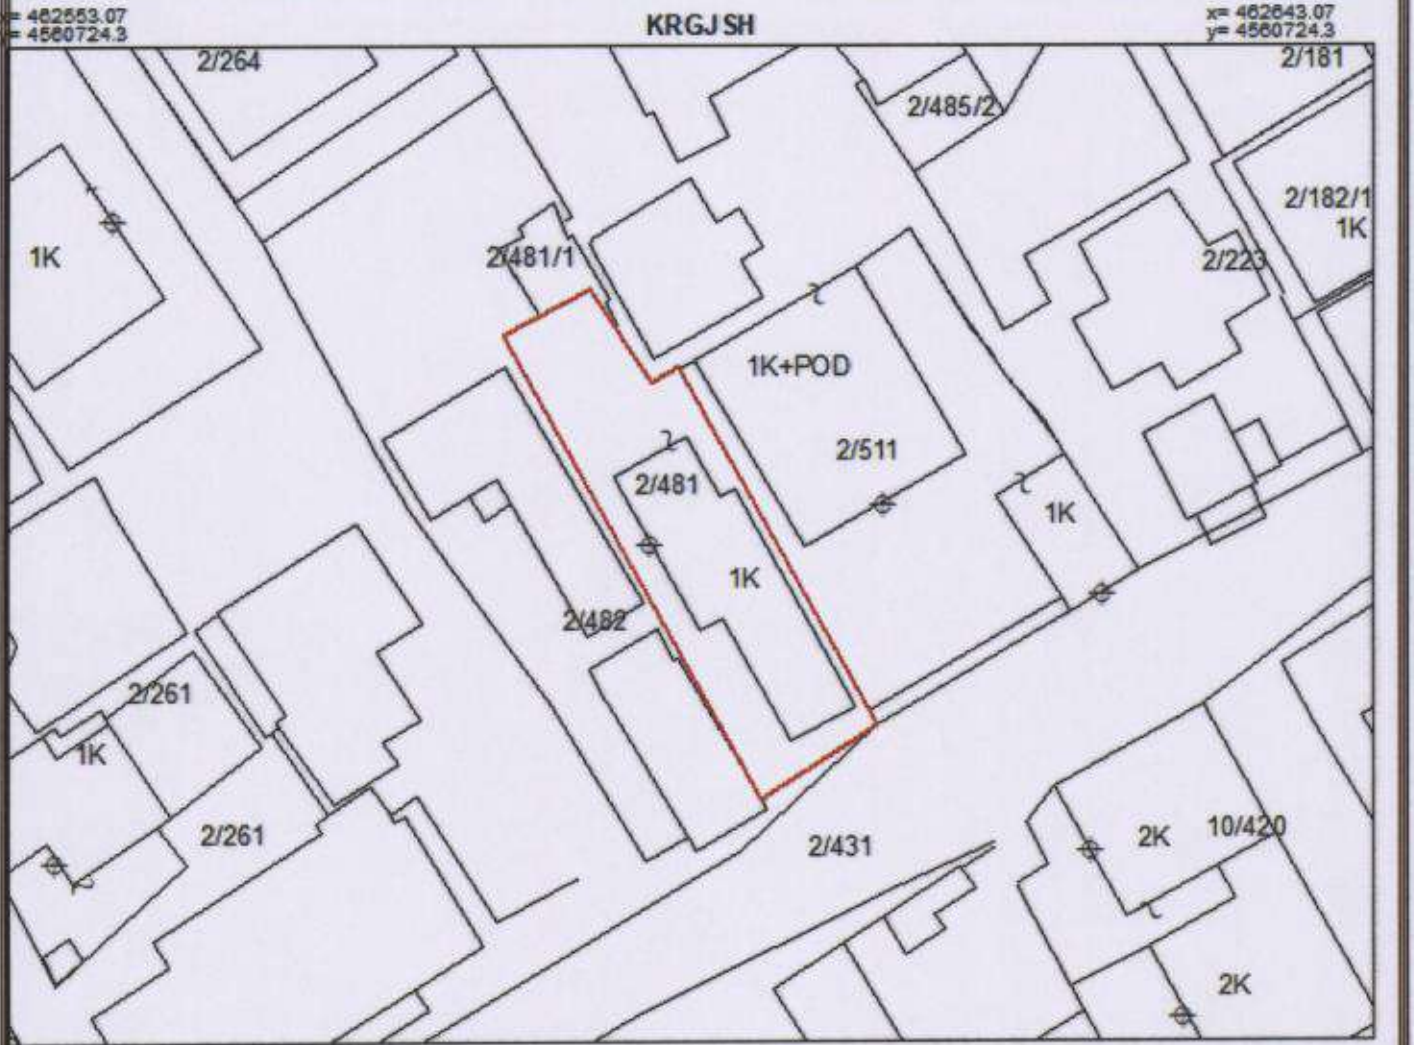 x= 462553.07
y= 4560724.3
KRGJSH
x= 462643.07
y= 4560724.3
2/264
2/181
2/485/2
2/182/1
1K
1K
2/481/1
2/223
1K+POD
2/511
2/481
1K
1K
2/482
2/261
1K
2/261
2/431
2K
10/420
2K